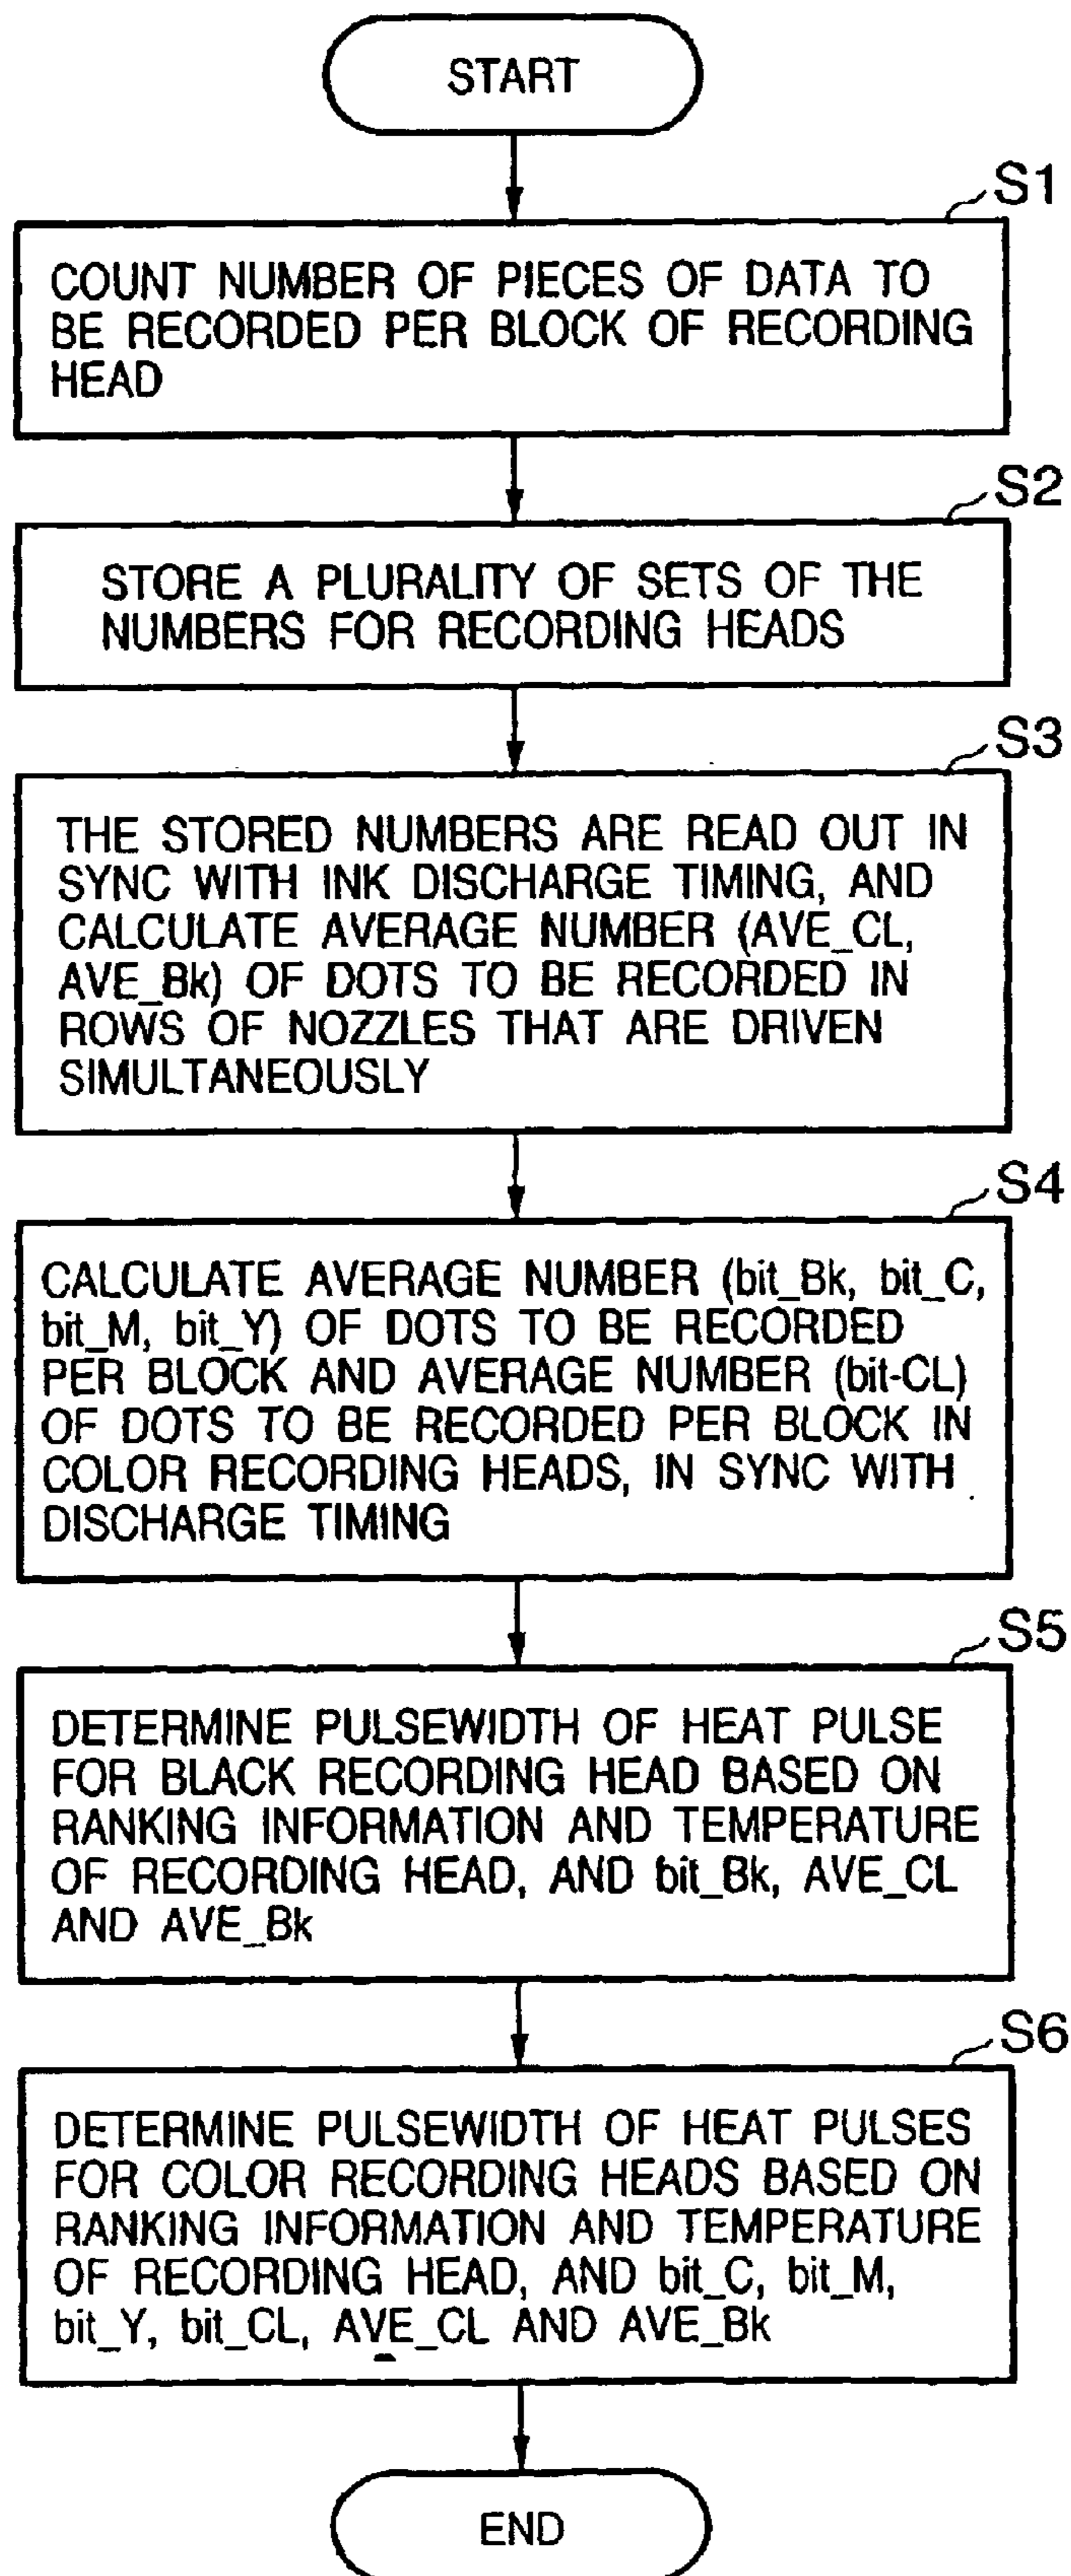 START
S1
COUNT NUMBER OF PIECES OF DATA TO
BE RECORDED PER BLOCK OF RECORDING
HEAD
S2
STORE A PLURALITY OF SETS OF THE
NUMBERS FOR RECORDING HEADS
S3
THE STORED NUMBERS ARE READ OUT IN
SYNC WITH INK DISCHARGE TIMING, AND
CALCULATE AVERAGE NUMBER (AVE_CL,
AVE_Bk) OF DOTS TO BE RECORDED IN
ROWS OF NOZZLES THAT ARE DRIVEN
SIMULTANEOUSLY
S4
CALCULATE AVERAGE NUMBER (bit_Bk, bit_C,
bit_M, bit_Y) OF DOTS TO BE RECORDED
PER BLOCK AND AVERAGE NUMBER (bit-CL)
OF DOTS TO BE RECORDED PER BLOCK IN
COLOR RECORDING HEADS, IN SYNC WITH
DISCHARGE TIMING
S5
DETERMINE PULSEWIDTH OF HEAT PULSE
FOR BLACK RECORDING HEAD BASED ON
RANKING INFORMATION AND TEMPERATURE
OF RECORDING HEAD, AND bit_Bk, AVE_CL
AND AVE_Bk
S6
DETERMINE PULSEWIDTH OF HEAT PULSES
FOR COLOR RECORDING HEADS BASED ON
RANKING INFORMATION AND TEMPERATURE
OF RECORDING HEAD, AND bit_C, bit_M,
bit_Y, bit_CL, AVE_CL AND AVE_Bk
END